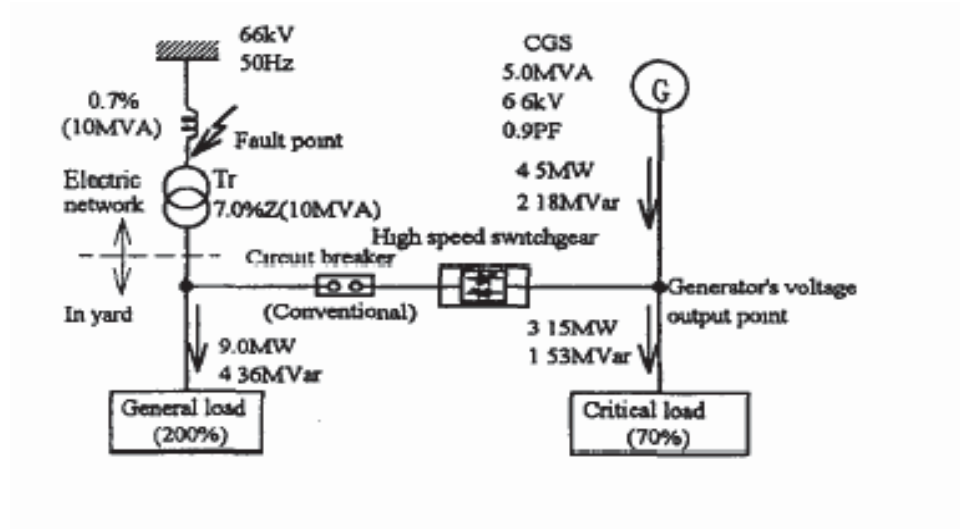 66kV
50Hz
0.7%
(10MVA)
Fault point
Electric
network
Tr
7.0%Z(10MVA)
In yard
Circuit breaker
(Conventional)
High speed switchgear
9.0MW
4 36MVar
General load
(200%)
CGS
5.0MVA
6 6kV
0.9PF
G
4 5MW
2 18MVar
Generator's voltage
output point
3 15MW
1 53MVar
Critical load
(70%)